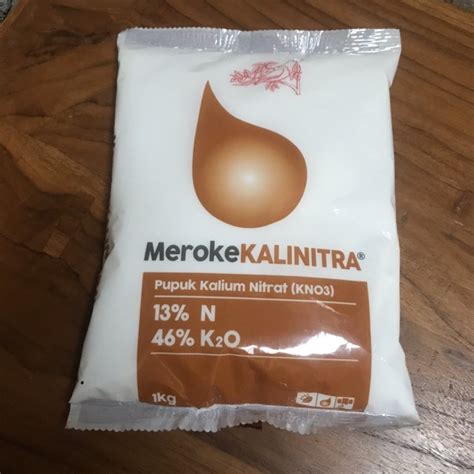 MerokeKALINITRA®
Pupuk Kalium Nitrat (KNO3)
13% N
46% K₂O
1kg